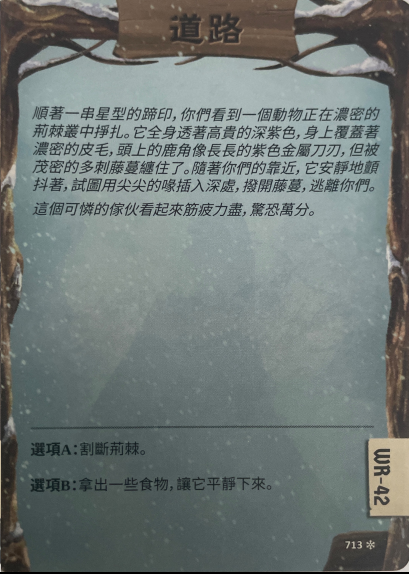 道路
順著一串星型的蹄印，你們看到一個動物正在濃密的
荊棘叢中掙扎。它全身透著高貴的深紫色，身上覆蓋著
濃密的皮毛，頭上的鹿角像長長的紫色金屬刀刃，但被
茂密的多刺藤蔓纏住了。隨著你們的靠近，它安靜地顫
抖著，試圖用尖尖的喙插入深處，撥開藤蔓，逃離你們。
這個可憐的傢伙看起來筋疲力盡，驚恐萬分。
選項A：割斷荊棘。
選項B：拿出一些食物，讓它平靜下來。
WR-42
713 ✼